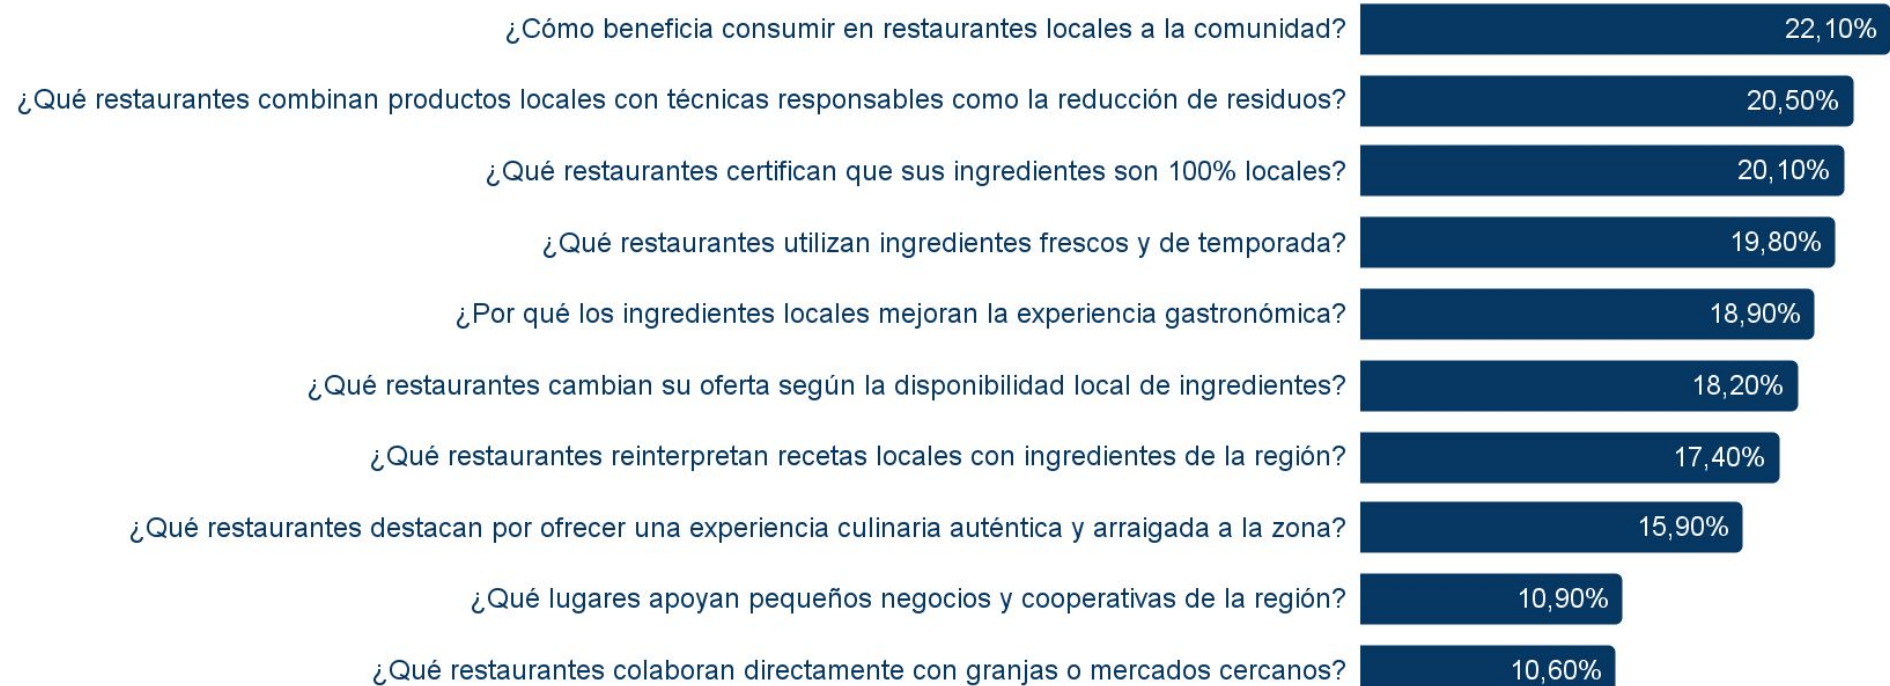 ¿Cómo beneficia consumir en restaurantes locales a la comunidad? 22,10%
¿Qué restaurantes combinan productos locales con técnicas responsables como la reducción de residuos? 20,50%
¿Qué restaurantes certifican que sus ingredientes son 100% locales? 20,10%
¿Qué restaurantes utilizan ingredientes frescos y de temporada? 19,80%
¿Por qué los ingredientes locales mejoran la experiencia gastronómica? 18,90%
¿Qué restaurantes cambian su oferta según la disponibilidad local de ingredientes? 18,20%
¿Qué restaurantes reinterpretan recetas locales con ingredientes de la región? 17,40%
¿Qué restaurantes destacan por ofrecer una experiencia culinaria auténtica y arraigada a la zona? 15,90%
¿Qué lugares apoyan pequeños negocios y cooperativas de la región? 10,90%
¿Qué restaurantes colaboran directamente con granjas o mercados cercanos? 10,60%